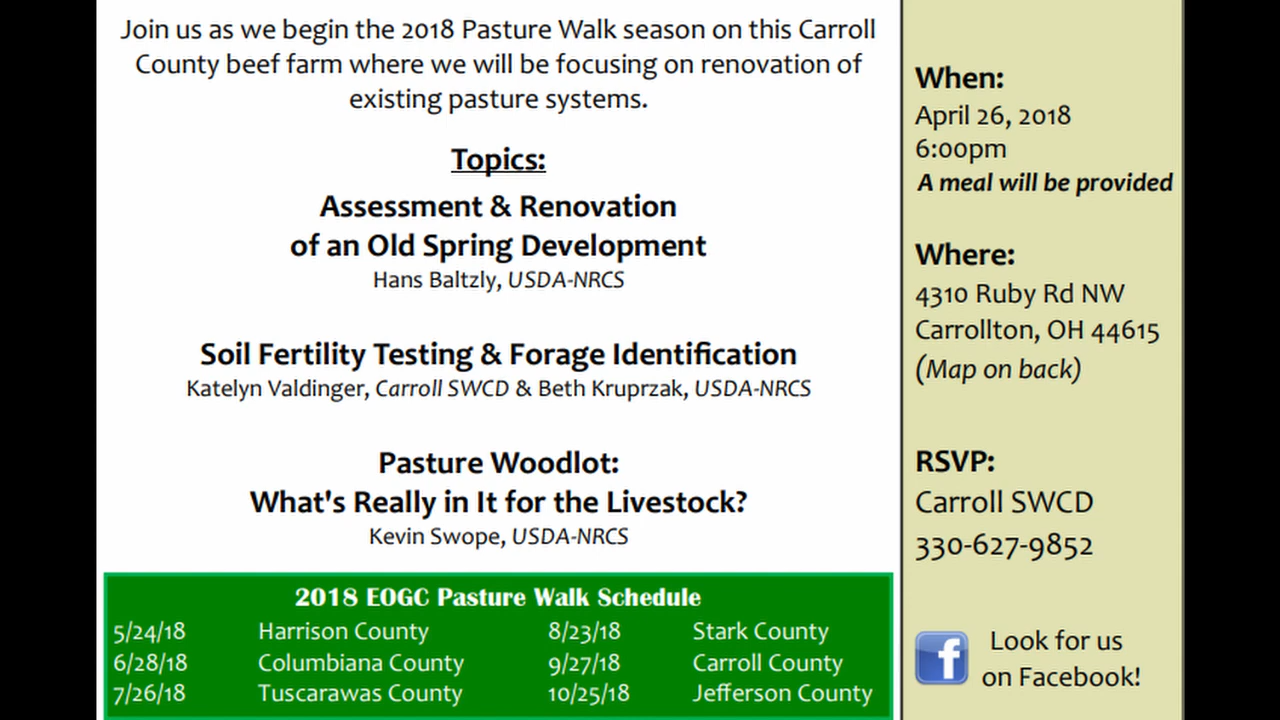 Join us as we begin the 2018 Pasture Walk season on this Carroll
County beef farm where we will be focusing on renovation of
existing pasture systems.
Topics:
Assessment & Renovation
of an Old Spring Development
Hans Baltzly, USDA-NRCS
Soil Fertility Testing & Forage Identification
Katelyn Valdinger, Carroll SWCD & Beth Kruprzak, USDA-NRCS
Pasture Woodlot:
What's Really in It for the Livestock?
Kevin Swope, USDA-NRCS
2018 EOGC Pasture Walk Schedule
5/24/18 Harrison County 8/23/18 Stark County
6/28/18 Columbiana County 9/27/18 Carroll County
7/26/18 Tuscarawas County 10/25/18 Jefferson County
When:
April 26, 2018
6:00pm
A meal will be provided
Where:
4310 Ruby Rd NW
Carrollton, OH 44615
(Map on back)
RSVP:
Carroll SWCD
330-627-9852
f
Look for us
on Facebook!